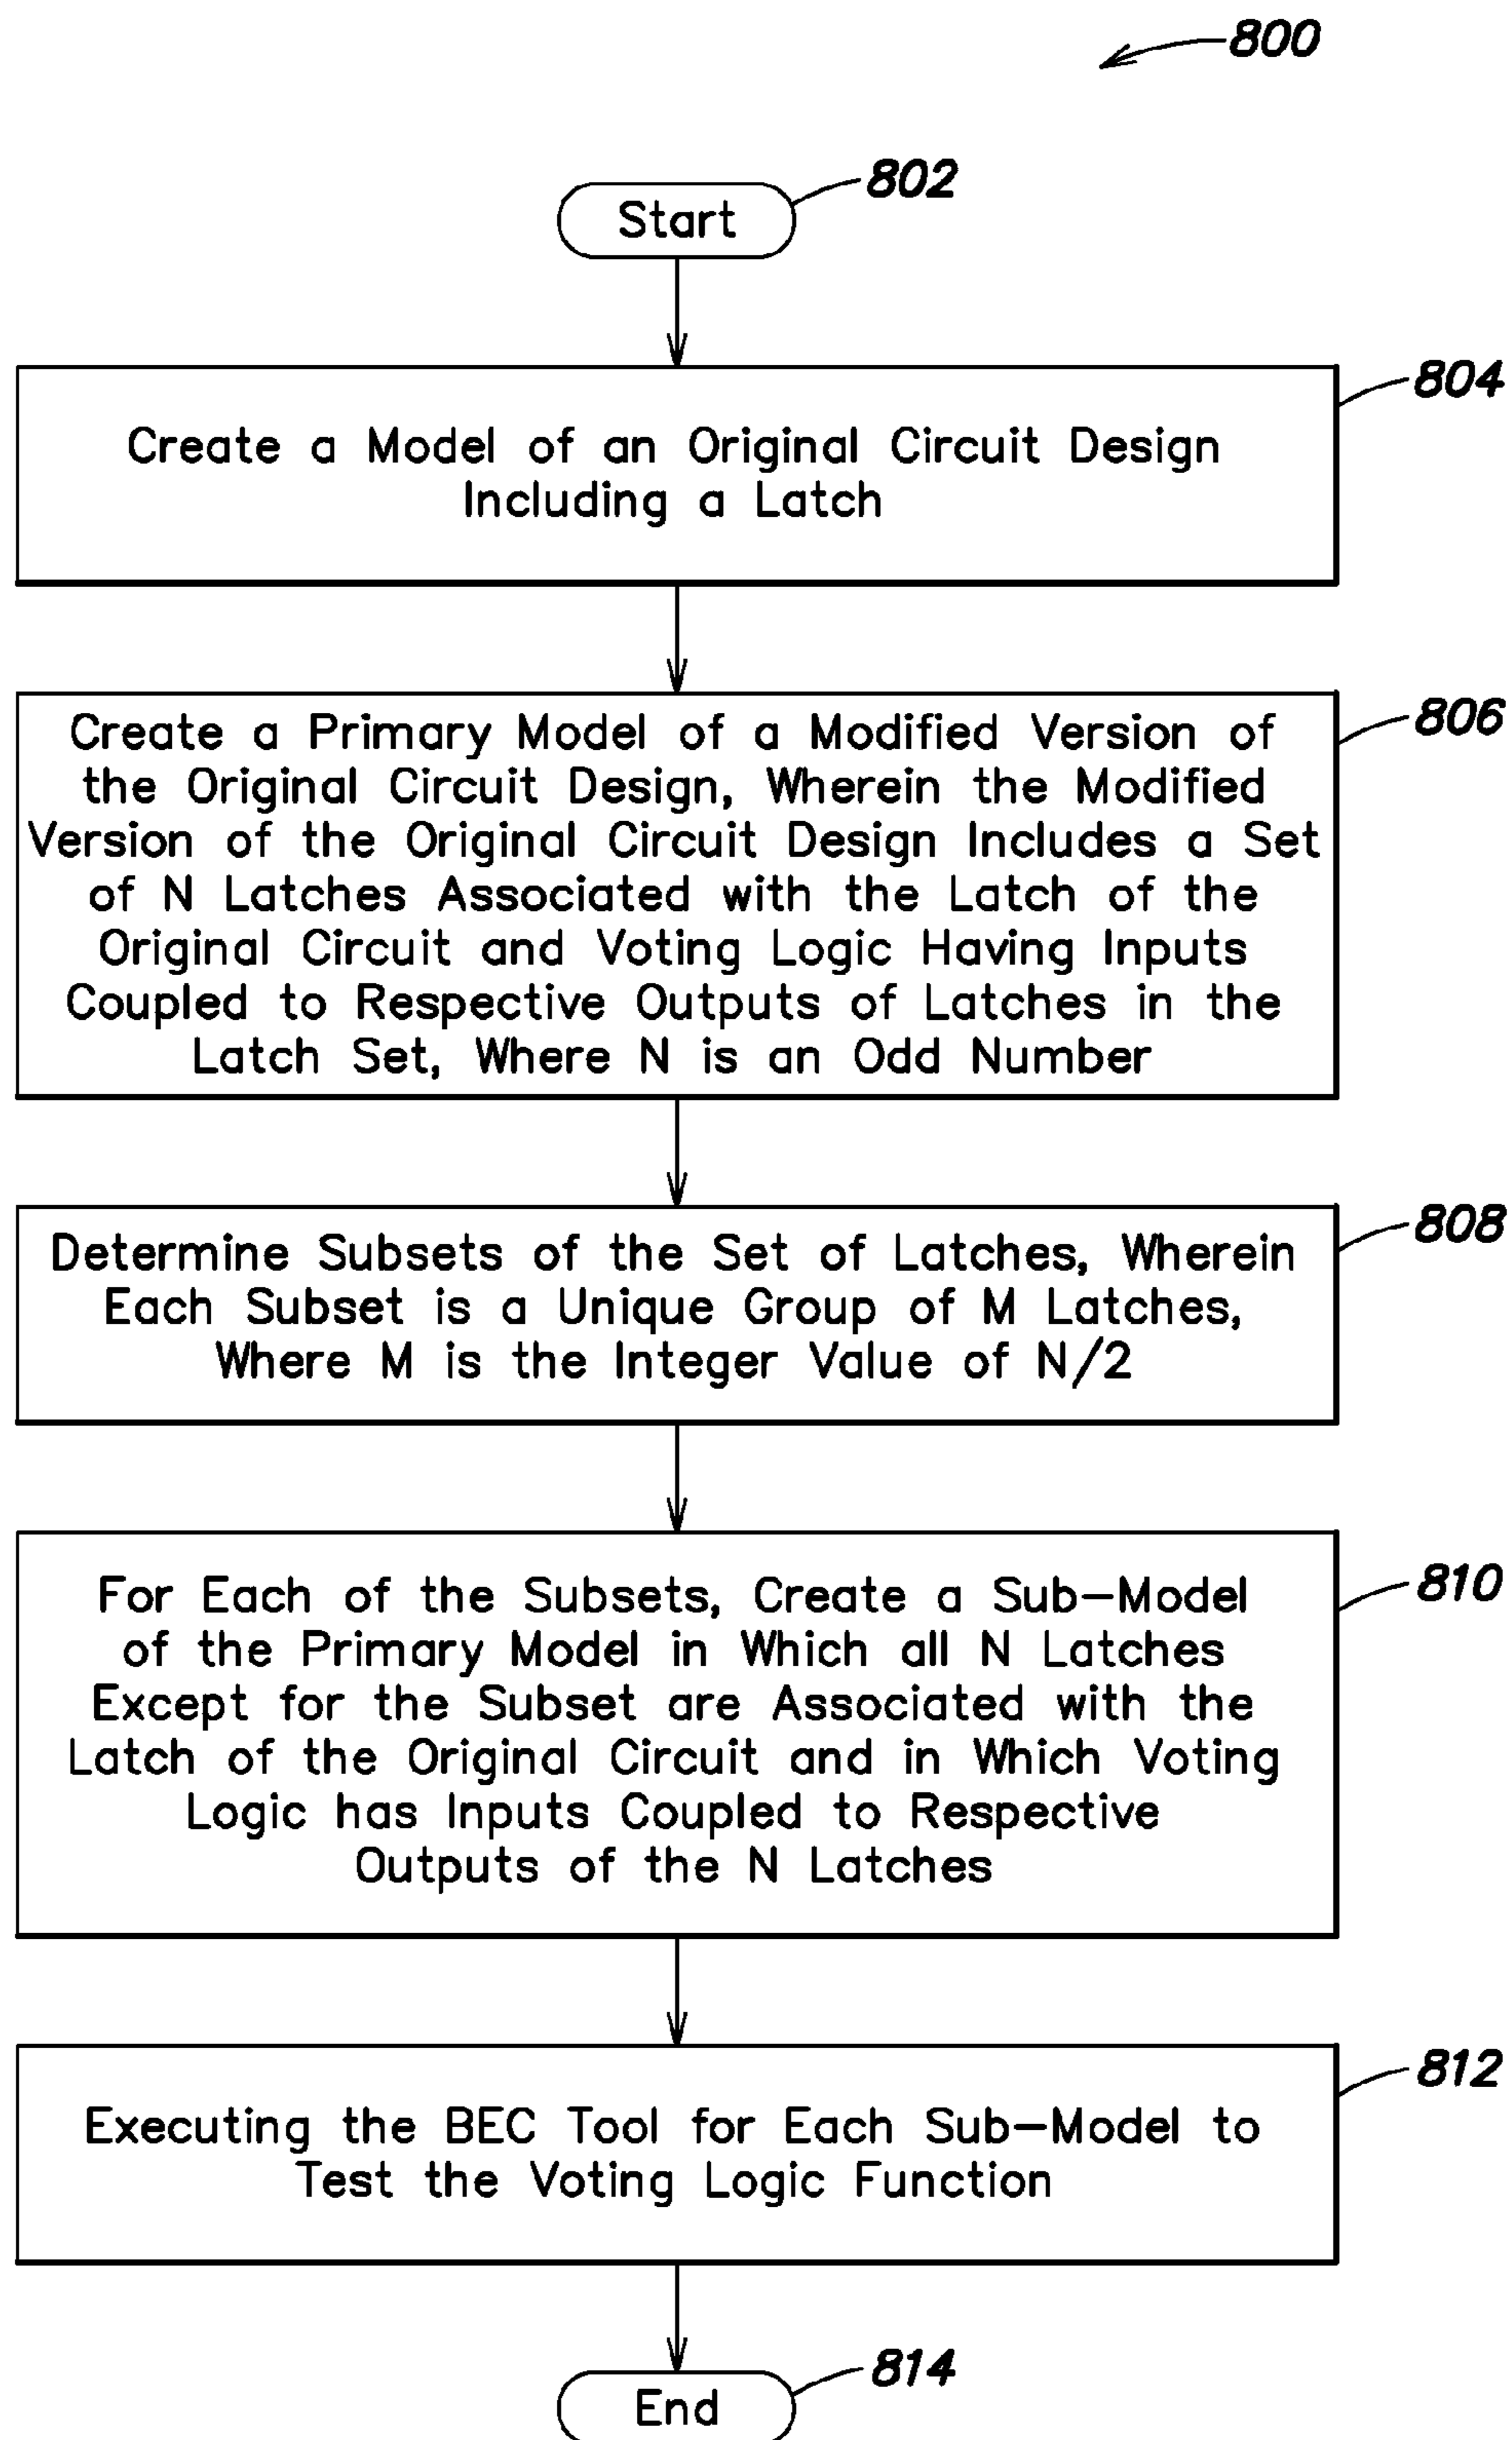 800
802
Start
804
Create a Model of an Original Circuit Design
Including a Latch
806
Create a Primary Model of a Modified Version of
the Original Circuit Design, Wherein the Modified
Version of the Original Circuit Design Includes a Set
of N Latches Associated with the Latch of the
Original Circuit and Voting Logic Having Inputs
Coupled to Respective Outputs of Latches in the
Latch Set, Where N is an Odd Number
808
Determine Subsets of the Set of Latches, Wherein
Each Subset is a Unique Group of M Latches,
Where M is the Integer Value of N/2
810
For Each of the Subsets, Create a Sub-Model
of the Primary Model in Which all N Latches
Except for the Subset are Associated with the
Latch of the Original Circuit and in Which Voting
Logic has Inputs Coupled to Respective
Outputs of the N Latches
812
Executing the BEC Tool for Each Sub-Model to
Test the Voting Logic Function
814
End